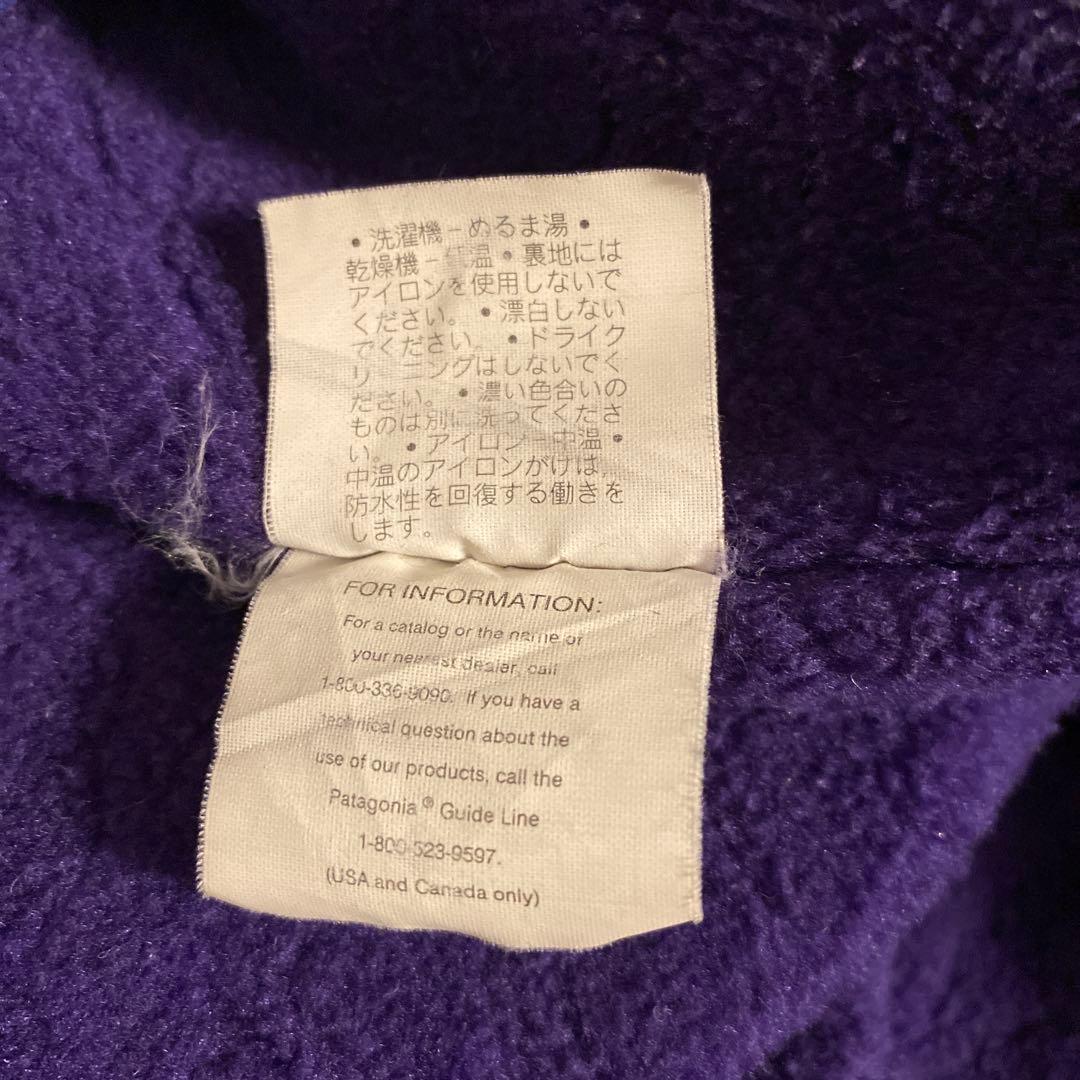 • 洗濯機－ぬるま湯 •
乾燥機－低温 • 裏地には
アイロンを使用しないで
ください。 • 漂白しない
でください。 • ドライク
リーニングはしないでく
ださい。 • 濃い色合いの
ものは別に洗ってくださ
い。 • アイロン－中温 •
中温のアイロンがけは、
防水性を回復する働きを
します。
FOR INFORMATION:
For a catalog or the name or
your nearest dealer, call
1-800-336-9090. If you have a
technical question about the
use of our products, call the
Patagonia® Guide Line
1-800-523-9597.
(USA and Canada only)